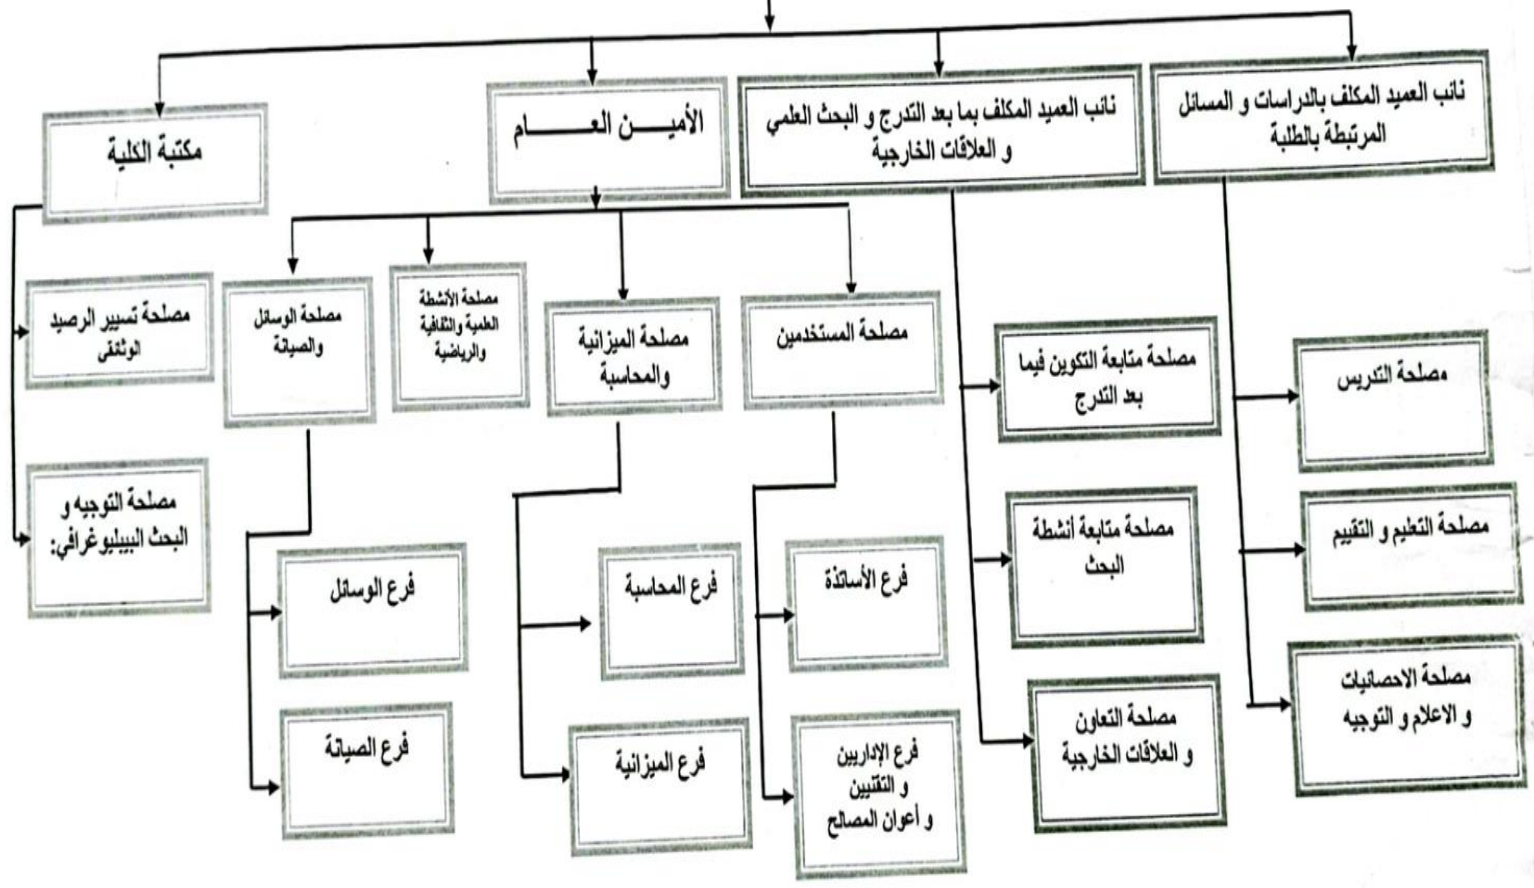 نائب العميد المكلف بالدراسات و المسائل
المرتبطة بالطلبة
نائب العميد المكلف بما بعد التدرج و البحث العلمي
و العلاقات الخارجية
الأميـــن العـــــــام
مكتبة الكلية
مصلحة التدريس
مصلحة التعليم و التقييم
مصلحة الاحصائيات
و الاعلام و التوجيه
مصلحة متابعة التكوين فيما
بعد التدرج
مصلحة متابعة أنشطة
البحث
مصلحة التعاون
و العلاقات الخارجية
مصلحة المستخدمين
مصلحة الميزانية
والمحاسبة
مصلحة الأنشطة
العلمية والثقافية
والرياضية
مصلحة الوسائل
والصيانة
فرع الأساتذة
فرع الإداريين
و التقنيين
و أعوان المصالح
فرع المحاسبة
فرع الميزانية
فرع الوسائل
فرع الصيانة
مصلحة تسيير الرصيد
الوثائقي
مصلحة التوجيه و
البحث البيبليوغرافي: